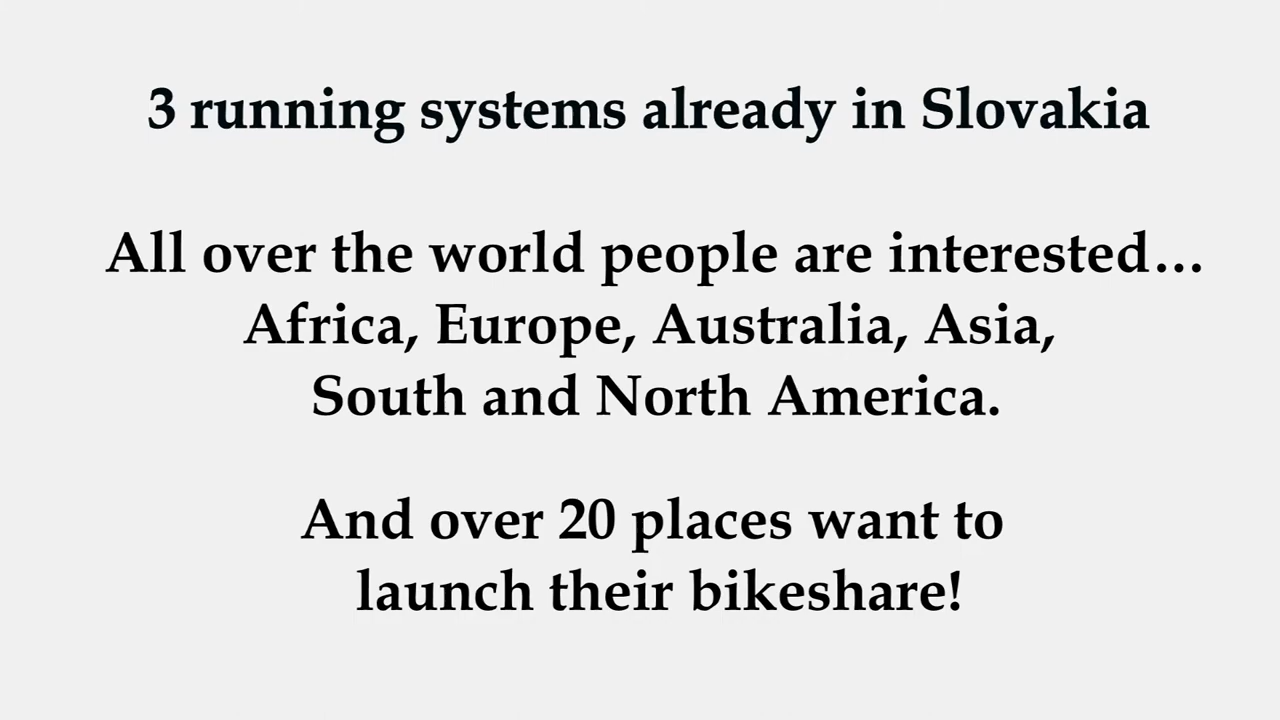 3 running systems already in Slovakia
All over the world people are interested…
Africa, Europe, Australia, Asia,
South and North America.
And over 20 places want to
launch their bikeshare!